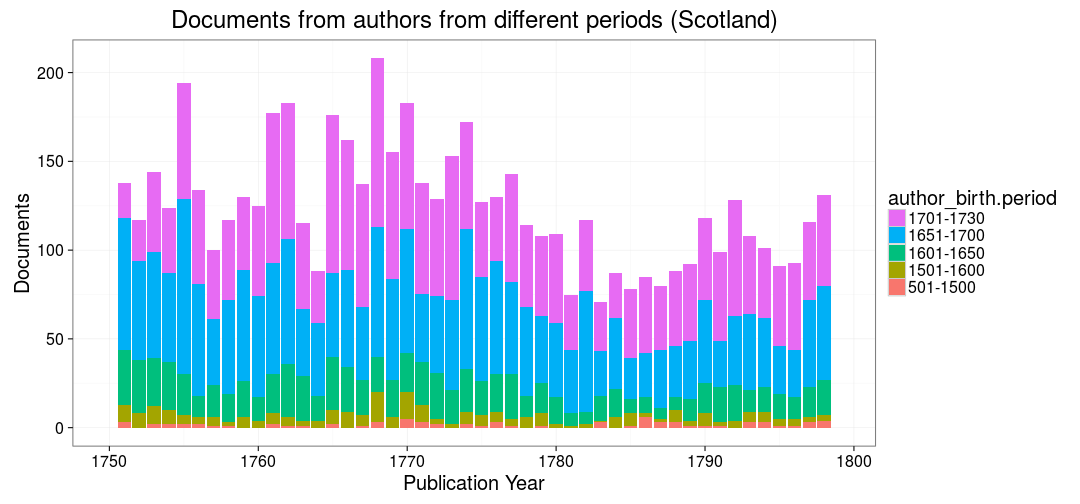 Documents from authors from different periods (Scotland)
Documents
200
150
100
50
0
1750 1760 1770 1780 1790 1800
Publication Year
author_birth.period
1701-1730
1651-1700
1601-1650
1501-1600
501-1500